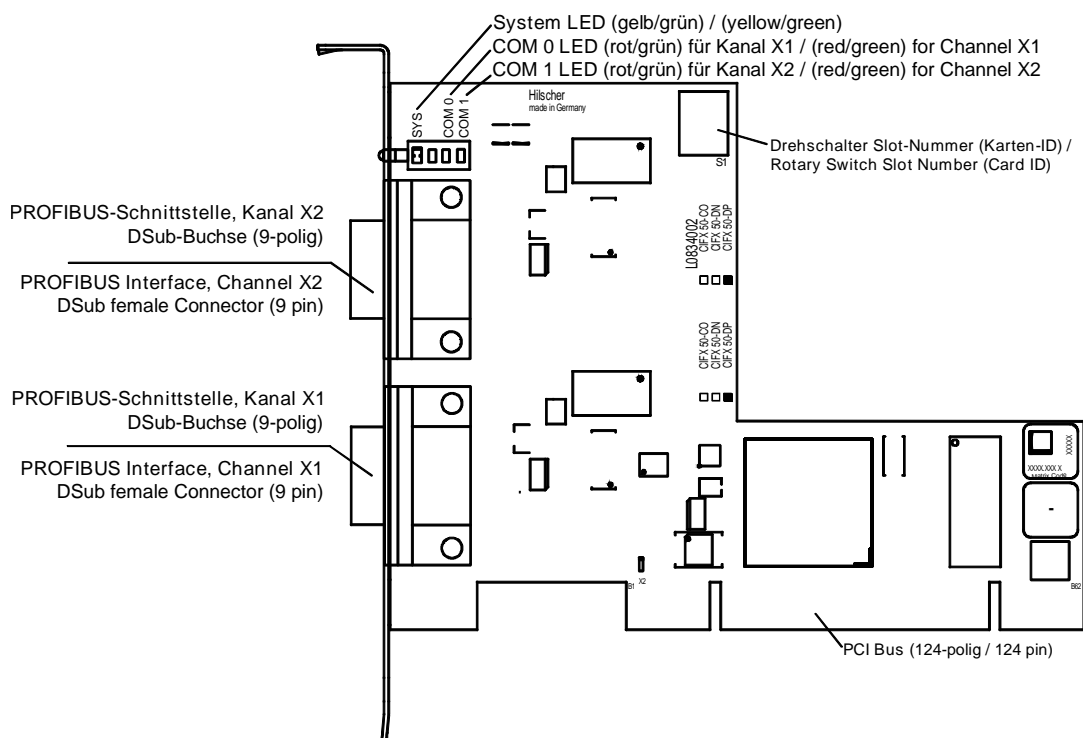 System LED (gelb/grün) / (yellow/green)
COM 0 LED (rot/grün) für Kanal X1 / (red/green) for Channel X1
COM 1 LED (rot/grün) für Kanal X2 / (red/green) for Channel X2
SYS
COM 0
COM 1
Hilscher
made in Germany
S1
Drehschalter Slot-Nummer (Karten-ID) /
Rotary Switch Slot Number (Card ID)
PROFIBUS-Schnittstelle, Kanal X2
DSub-Buchse (9-polig)
PROFIBUS Interface, Channel X2
DSub female Connector (9 pin)
L0834002
CIFX 50-CO
CIFX 50-DN
CIFX 50-DP
CIFX 50-CO
CIFX 50-DN
CIFX 50-DP
PROFIBUS-Schnittstelle, Kanal X1
DSub-Buchse (9-polig)
PROFIBUS Interface, Channel X1
DSub female Connector (9 pin)
XXXXX
XXXX.XXX X
Matrix Code
-
B1
X2
B62
PCI Bus (124-polig / 124 pin)